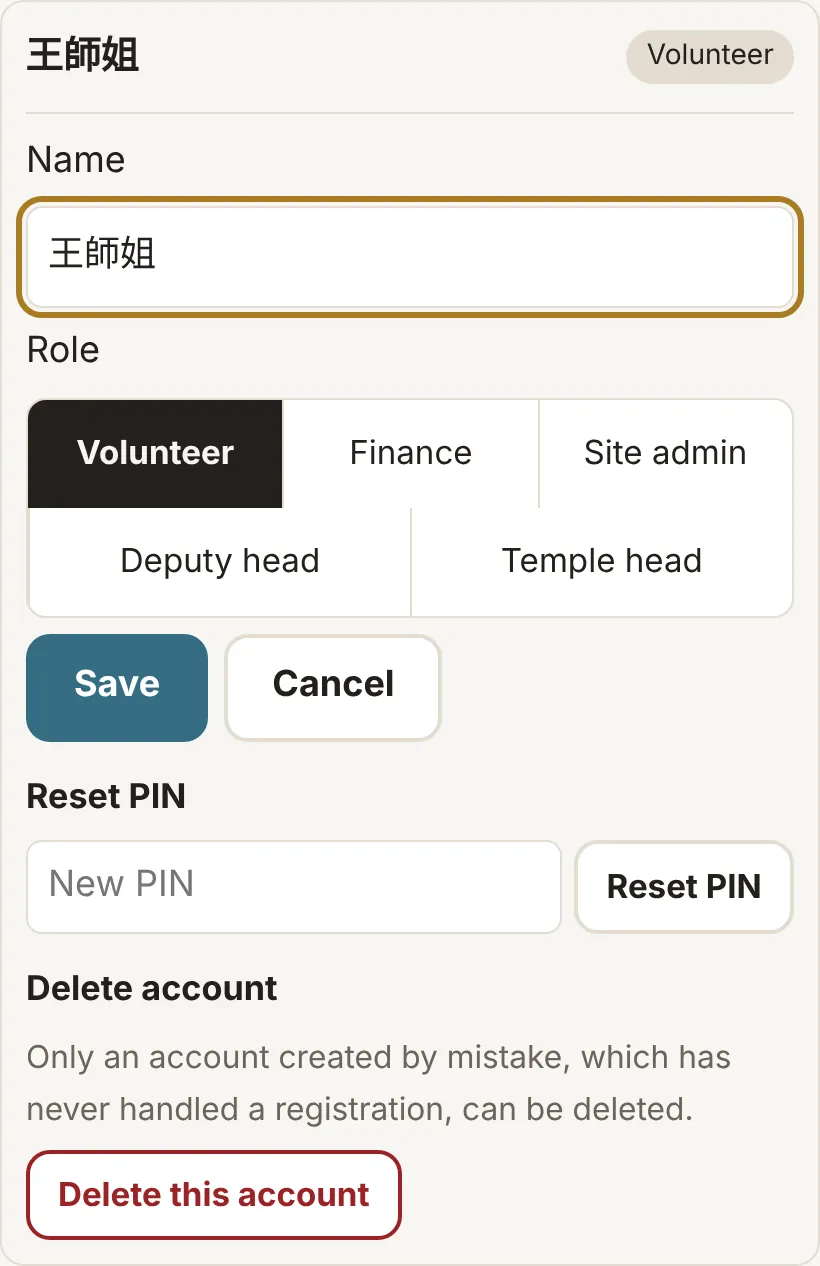 王師姐
Volunteer
Name
王師姐
Role
Volunteer
Finance
Site admin
Deputy head
Temple head
Save
Cancel
Reset PIN
New PIN
Reset PIN
Delete account
Only an account created by mistake, which has
never handled a registration, can be deleted.
Delete this account